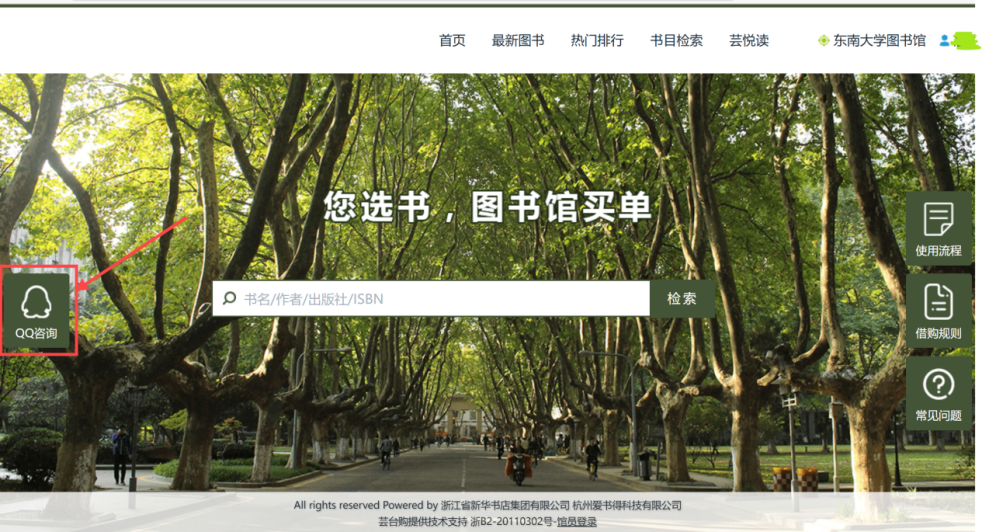 首页 最新图书 热门排行 书目检索 芸悦读 东南大学图书馆
您选书，图书馆买单
使用流程
书名/作者/出版社/ISBN 检索
QQ咨询
借购规则
常见问题
All rights reserved Powered by 浙江省新华书店集团有限公司 杭州爱书得科技有限公司
芸台购提供技术支持 浙B2-20110302号-馆员登录